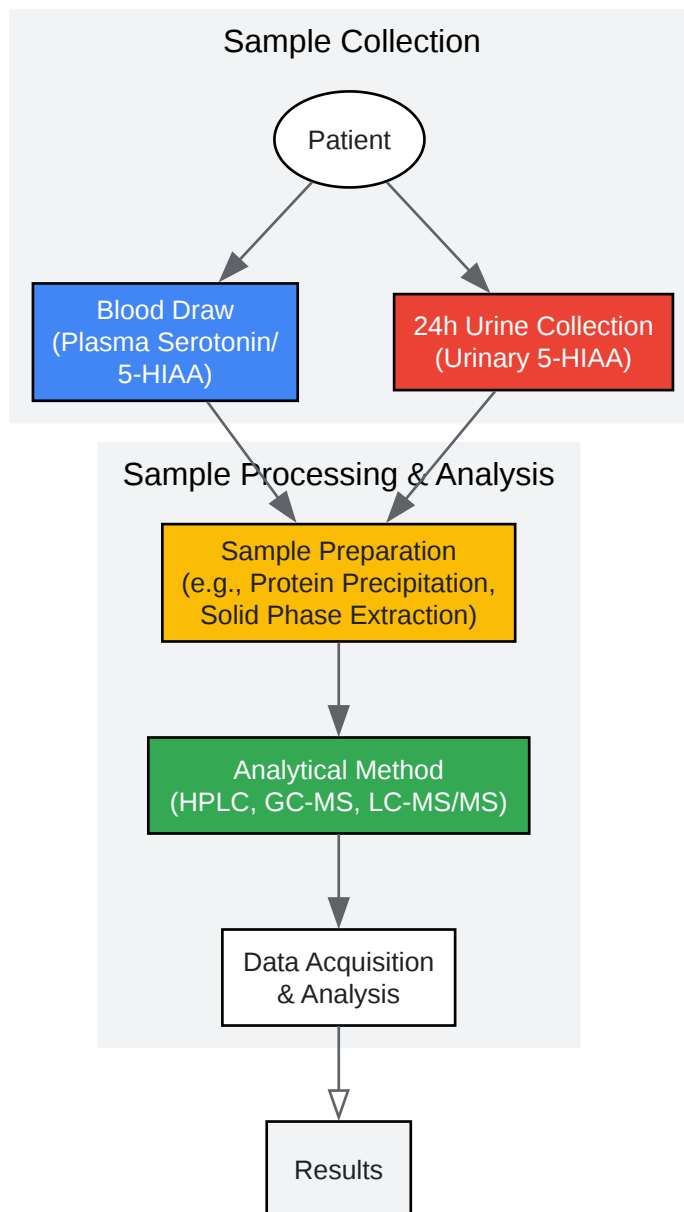 Sample Collection
Patient
Blood Draw
(Plasma Serotonin/
5-HIAA)
24h Urine Collection
(Urinary 5-HIAA)
Sample Processing & Analysis
Sample Preparation
(e.g., Protein Precipitation,
Solid Phase Extraction)
Analytical Method
(HPLC, GC-MS, LC-MS/MS)
Data Acquisition
& Analysis
Results